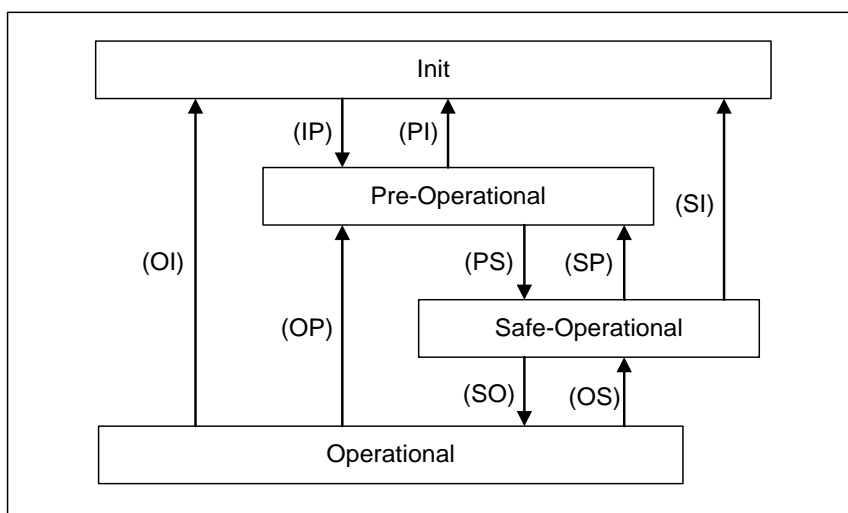 Init
(IP)
(PI)
Pre-Operational
(SI)
(OI)
(PS)
(SP)
(OP)
Safe-Operational
(SO)
(OS)
Operational